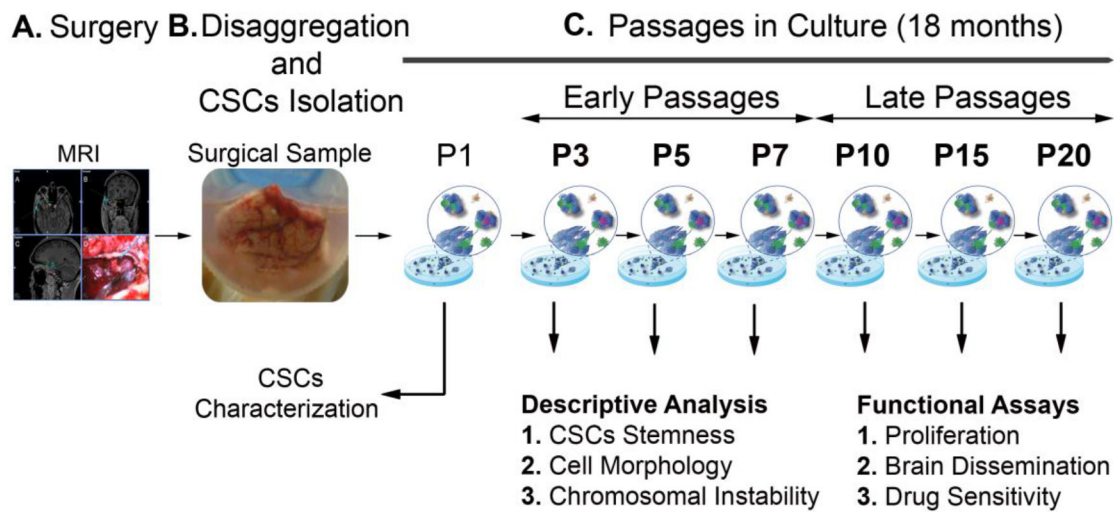 A. Surgery
B. Disaggregation
and
CSCs Isolation
C. Passages in Culture (18 months)
Early Passages
Late Passages
MRI
Surgical Sample
P1
P3
P5
P7
P10
P15
P20
A
B
C
D
CSCs
Characterization
Descriptive Analysis
1. CSCs Stemness
2. Cell Morphology
3. Chromosomal Instability
Functional Assays
1. Proliferation
2. Brain Dissemination
3. Drug Sensitivity